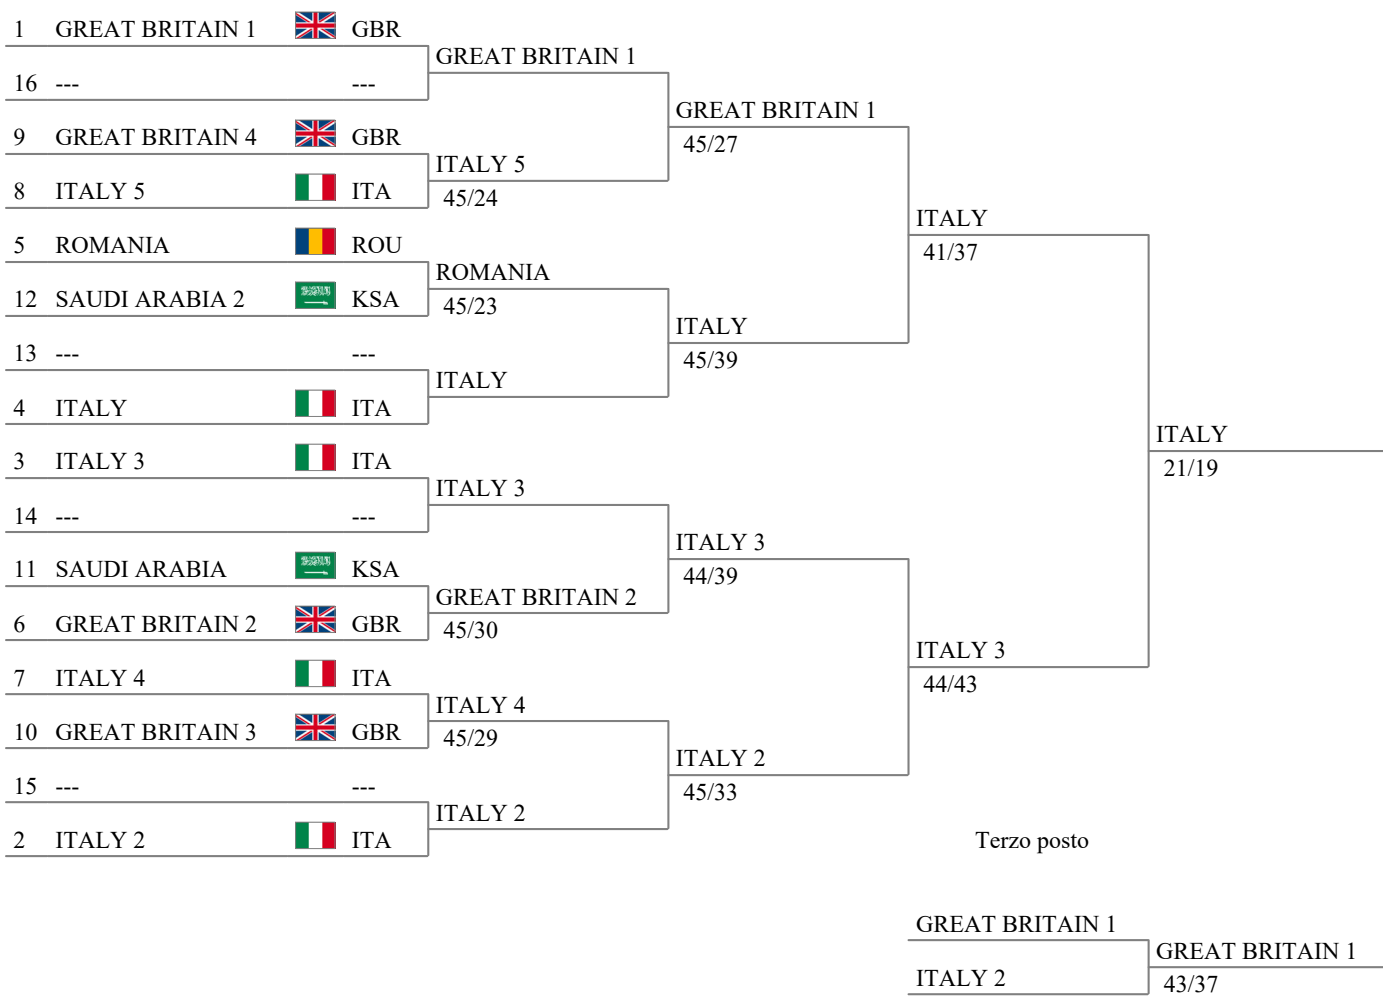 1 GREAT BRITAIN 1 GBR
GREAT BRITAIN 1
16 --- ---
GREAT BRITAIN 1
45/27
9 GREAT BRITAIN 4 GBR
ITALY 5
45/24
8 ITALY 5 ITA
ITALY
41/37
5 ROMANIA ROU
ROMANIA
45/23
12 SAUDI ARABIA 2 KSA
ITALY
45/39
13 --- ---
ITALY
4 ITALY ITA
ITALY
21/19
3 ITALY 3 ITA
ITALY 3
14 --- ---
ITALY 3
44/39
11 SAUDI ARABIA KSA
GREAT BRITAIN 2
45/30
6 GREAT BRITAIN 2 GBR
ITALY 3
44/43
7 ITALY 4 ITA
ITALY 4
45/29
10 GREAT BRITAIN 3 GBR
ITALY 2
45/33
15 --- ---
ITALY 2
2 ITALY 2 ITA
Terzo posto
GREAT BRITAIN 1
GREAT BRITAIN 1
43/37
ITALY 2